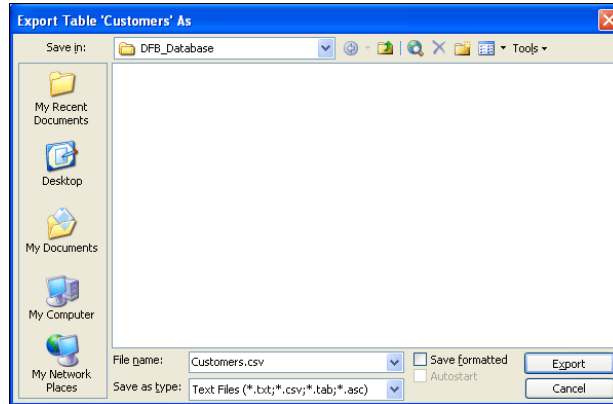 Export Table 'Customers' As
Save in:
DFB_Database
Tools
My Recent
Documents
Desktop
My Documents
My Computer
My Network
Places
File name:
Customers.csv
Save formatted
Export
Autostart
Save as type:
Text Files (*.txt;*.csv;*.tab;*.asc)
Cancel